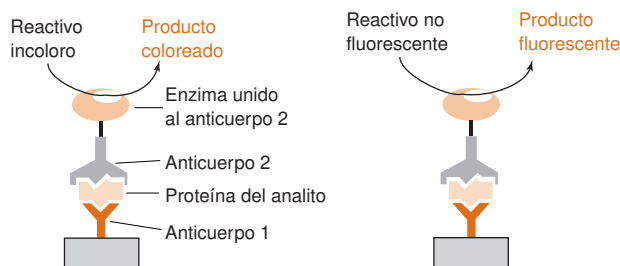 Reactivo
incoloro
Producto
coloreado
Enzima unido
al anticuerpo 2
Anticuerpo 2
Proteína del analito
Anticuerpo 1
Reactivo no
fluorescente
Producto
fluorescente